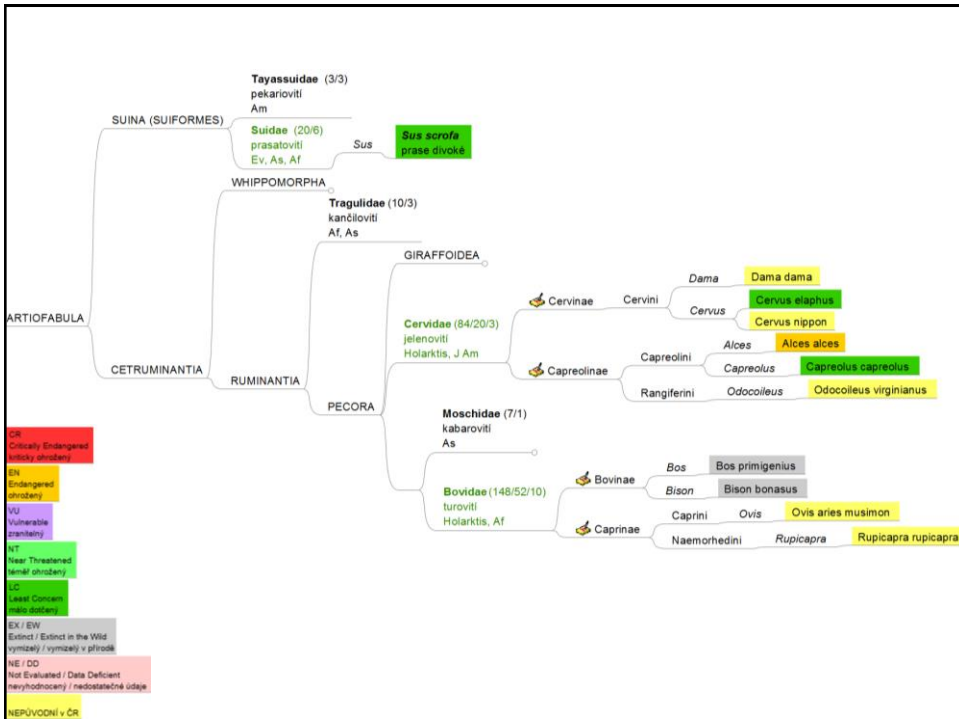 Tayassuidae (3/3)
pekariovití
Am
SUINA (SUIFORMES)
Suidae (20/6)
prasatovití
Ev, As, Af
Sus
Sus scrofa
prase divoké
WHIPPOMORPHA
Tragulidae (10/3)
kančilovití
Af, As
GIRAFFOIDEA
Dama
Dama dama
Cervinae
Cervini
Cervus
Cervus elaphus
Cervus nippon
ARTIOFABULA
Cervidae (84/20/3)
jelenovití
Holarktis, J Am
Alces
Alces alces
Capreolini
Capreolus
Capreolus capreolus
Capreolinae
Rangiferini
Odocoileus
Odocoileus virginianus
CETRUMINANTIA
RUMINANTIA
PECORA
Moschidae (7/1)
kabarovití
As
Bos
Bos primigenius
Bovinae
Bison
Bison bonasus
Bovidae (148/52/10)
turovití
Holarktis, Af
Caprini
Ovis
Ovis aries musimon
Caprinae
Naemorhedini
Rupicapra
Rupicapra rupicapra
CR
Critically Endangered
kriticky ohrožený
EN
Endangered
ohrožený
VU
Vulnerable
zranitelný
NT
Near Threatened
téměř ohrožený
LC
Least Concern
málo dotčený
EX / EW
Extinct / Extinct in the Wild
vymizelý / vymizelý v přírodě
NE / DD
Not Evaluated / Data Deficient
nevyhodnocený / nedostatečné údaje
NEPŮVODNÍ v ČR